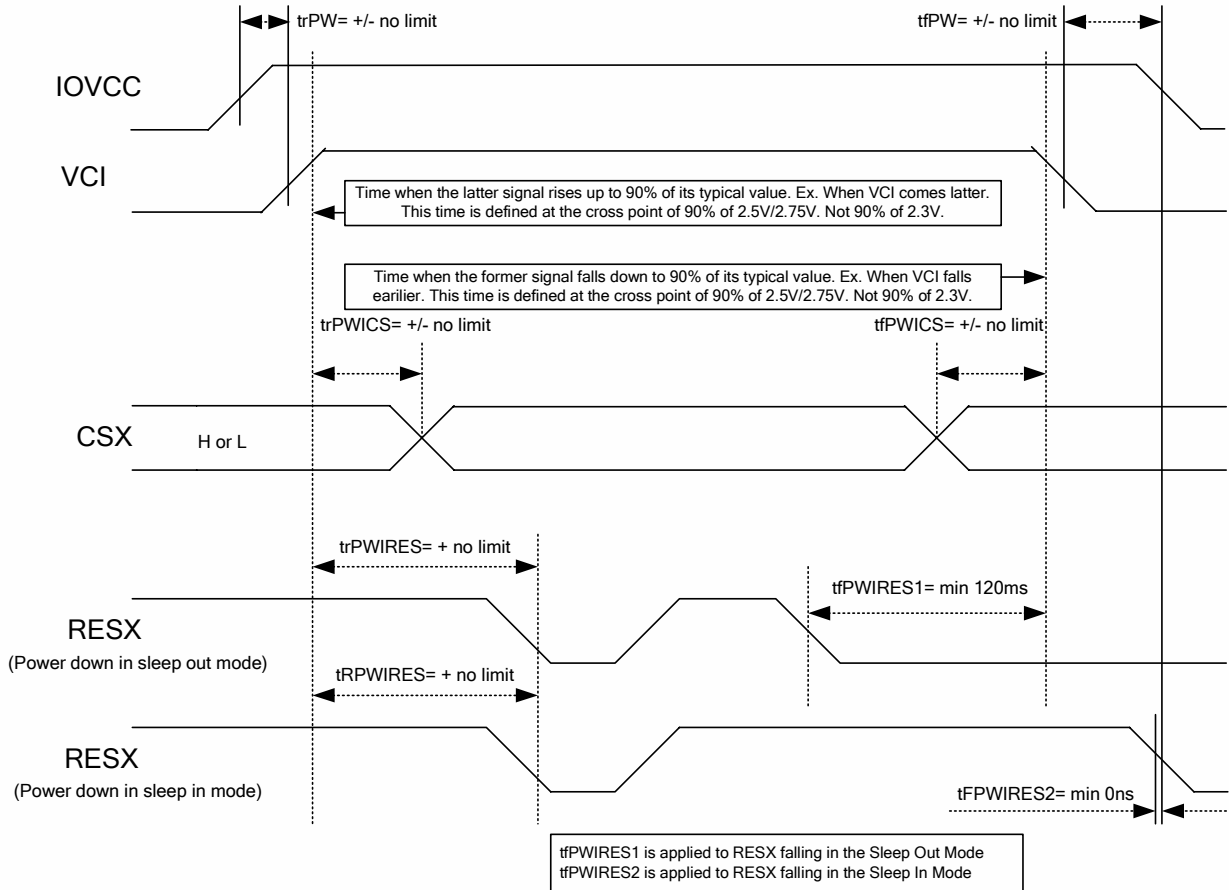 trPW= +/- no limit
tfPW= +/- no limit
IOVCC
VCI
Time when the latter signal rises up to 90% of its typical value. Ex. When VCI comes latter.
This time is defined at the cross point of 90% of 2.5V/2.75V. Not 90% of 2.3V.
Time when the former signal falls down to 90% of its typical value. Ex. When VCI falls
earilier. This time is defined at the cross point of 90% of 2.5V/2.75V. Not 90% of 2.3V.
trPWICS= +/- no limit
tfPWICS= +/- no limit
CSX
H or L
trPWIRES= + no limit
tfPWIRES1= min 120ms
RESX
(Power down in sleep out mode)
tRPWIRES= + no limit
RESX
(Power down in sleep in mode)
tFPWIRES2= min 0ns
tfPWIRES1 is applied to RESX falling in the Sleep Out Mode
tfPWIRES2 is applied to RESX falling in the Sleep In Mode